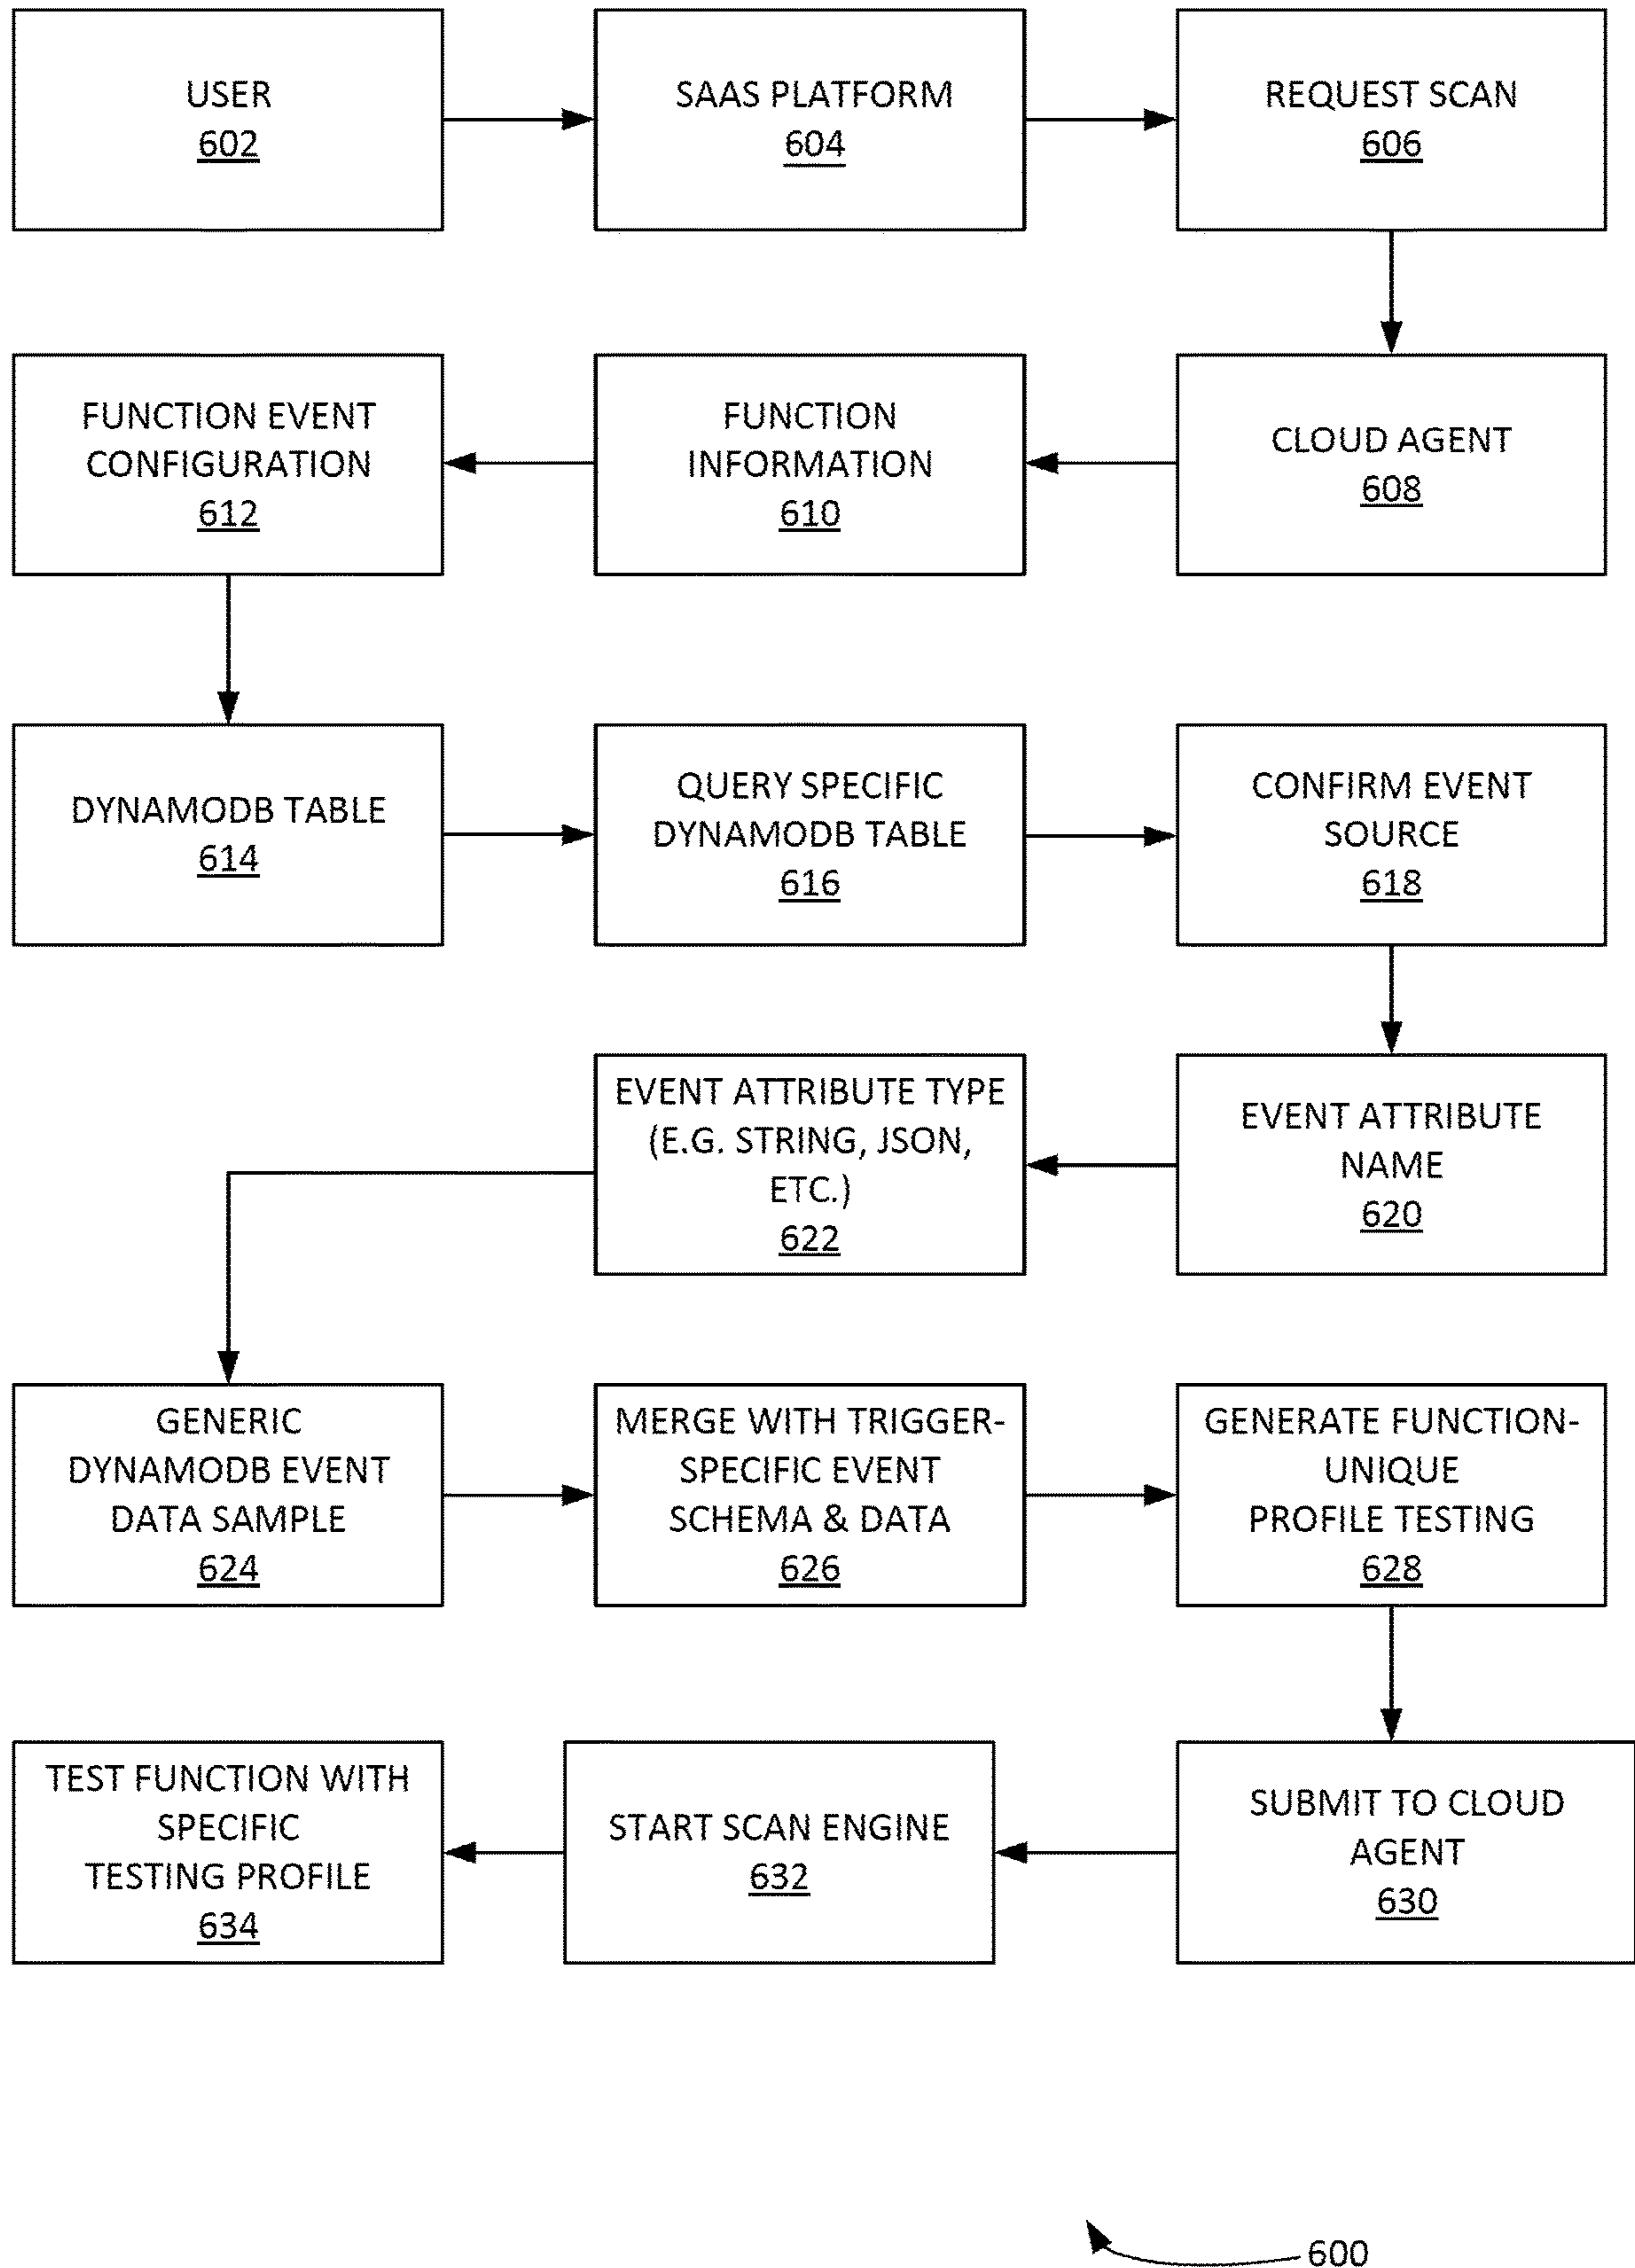 USER
602
SAAS PLATFORM
604
REQUEST SCAN
606
FUNCTION EVENT
CONFIGURATION
612
FUNCTION
INFORMATION
610
CLOUD AGENT
608
DYNAMODB TABLE
614
QUERY SPECIFIC
DYNAMODB TABLE
616
CONFIRM EVENT
SOURCE
618
EVENT ATTRIBUTE TYPE
(E.G. STRING, JSON,
ETC.)
622
EVENT ATTRIBUTE
NAME
620
GENERIC
DYNAMODB EVENT
DATA SAMPLE
624
MERGE WITH TRIGGER-
SPECIFIC EVENT
SCHEMA & DATA
626
GENERATE FUNCTION-
UNIQUE
PROFILE TESTING
628
TEST FUNCTION WITH
SPECIFIC
TESTING PROFILE
634
START SCAN ENGINE
632
SUBMIT TO CLOUD
AGENT
630
600